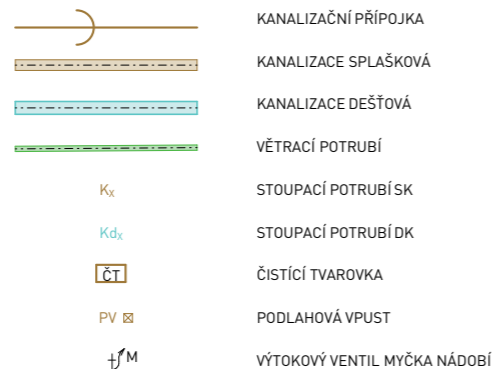 KANALIZAČNÍ PŘÍPOJKA
KANALIZACE SPLAŠKOVÁ
KANALIZACE DEŠŤOVÁ
VĚTRACÍ POTRUBÍ
Kx STOUPACÍ POTRUBÍ SK
Kdx STOUPACÍ POTRUBÍ DK
ČT ČISTÍCÍ TVAROVKA
PV PODLAHOVÁ VPUST
M VÝTOKOVÝ VENTIL MYČKA NÁDOBÍ